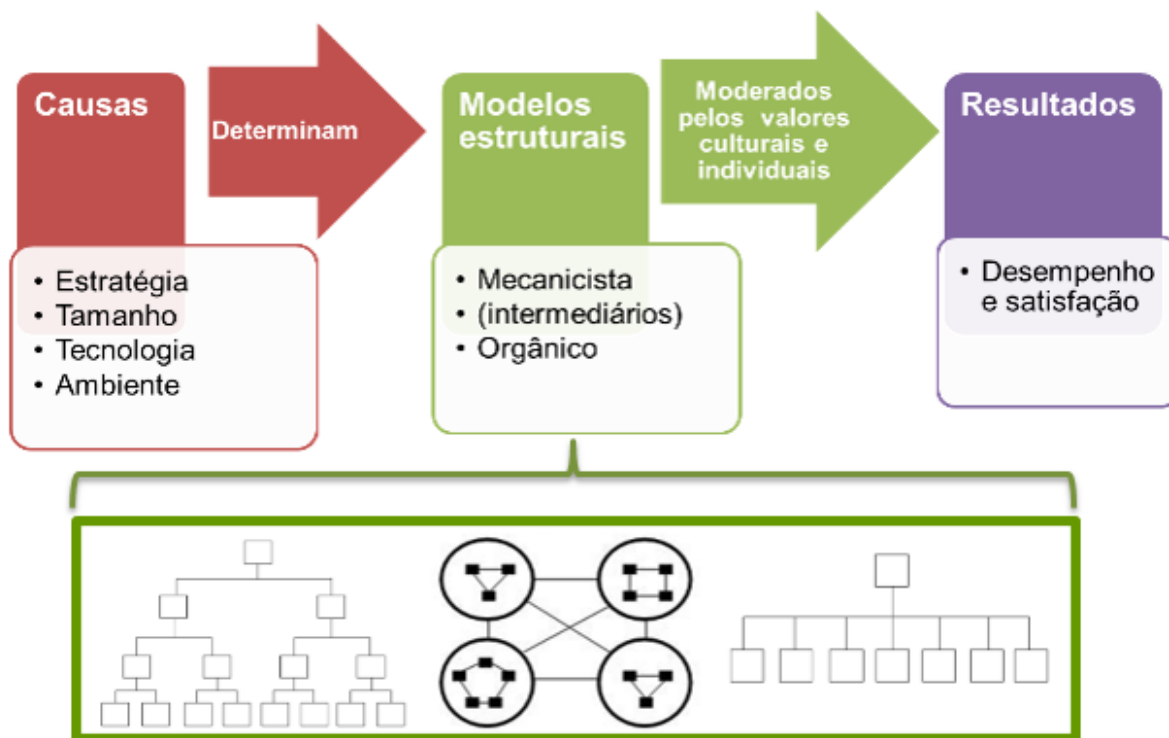 Causas
Determinam
Modelos
estruturais
Moderados
pelos valores
culturais e
individuais
Resultados
• Estratégia
• Tamanho
• Tecnologia
• Ambiente
• Mecanicista
• (intermediários)
• Orgânico
• Desempenho
e satisfação